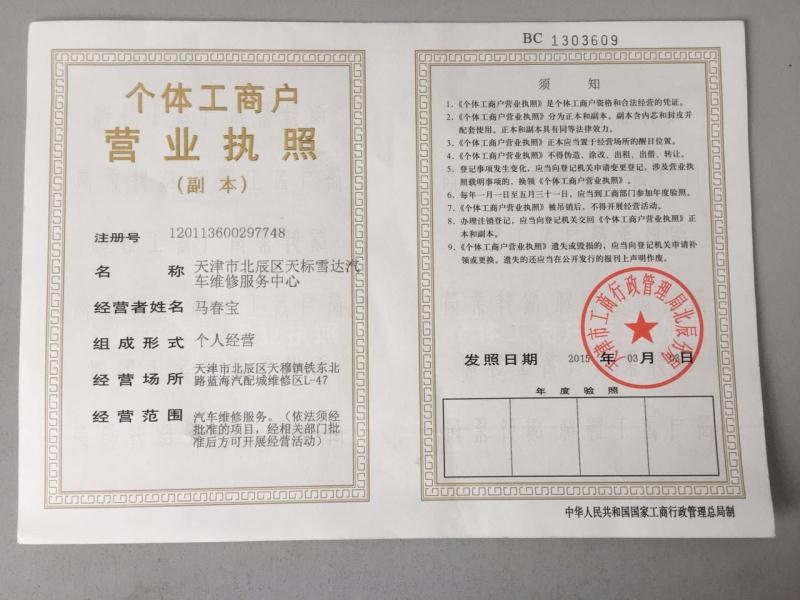 个体工商户
营业执照
（副本）
注册号 120113600297748
名称 天津市北辰区天标雪达汽
车维修服务中心
经营者姓名 马春宝
组成形式 个人经营
经营场所 天津市北辰区天穆镇铁东北
路蓝海汽配城维修区L-47
经营范围 汽车维修服务。（依法须经
批准的项目，经相关部门批
准后方可开展经营活动）
BC 1303609
须知
1．《个体工商户营业执照》是个体工商户资格和合法经营的凭证。
2．《个体工商户营业执照》分为正本和副本，副本含内芯和封皮并
配套使用。正本和副本具有同等法律效力。
3．《个体工商户营业执照》正本应当置于经营场所的醒目位置。
4．《个体工商户营业执照》不得伪造、涂改、出租、出借、转让。
5．登记事项发生变化，应当向登记机关申请变更登记，涉及营业执
照载明事项的，换领《个体工商户营业执照》。
6．每年一月一日至五月三十一日，应当到工商部门参加年度验照。
7．《个体工商户营业执照》被吊销后，不得开展经营活动。
8．办理注销登记，应当向登记机关交回《个体工商户营业执照》正
本和副本。
9．《个体工商户营业执照》遗失或毁损的，应当向登记机关申请补
领或更换。遗失的还应当在公开发行的报刊上声明作废。
天津市工商行政管理局北辰分局
发照日期 2015年03月03日
年度验照
中华人民共和国国家工商行政管理总局制